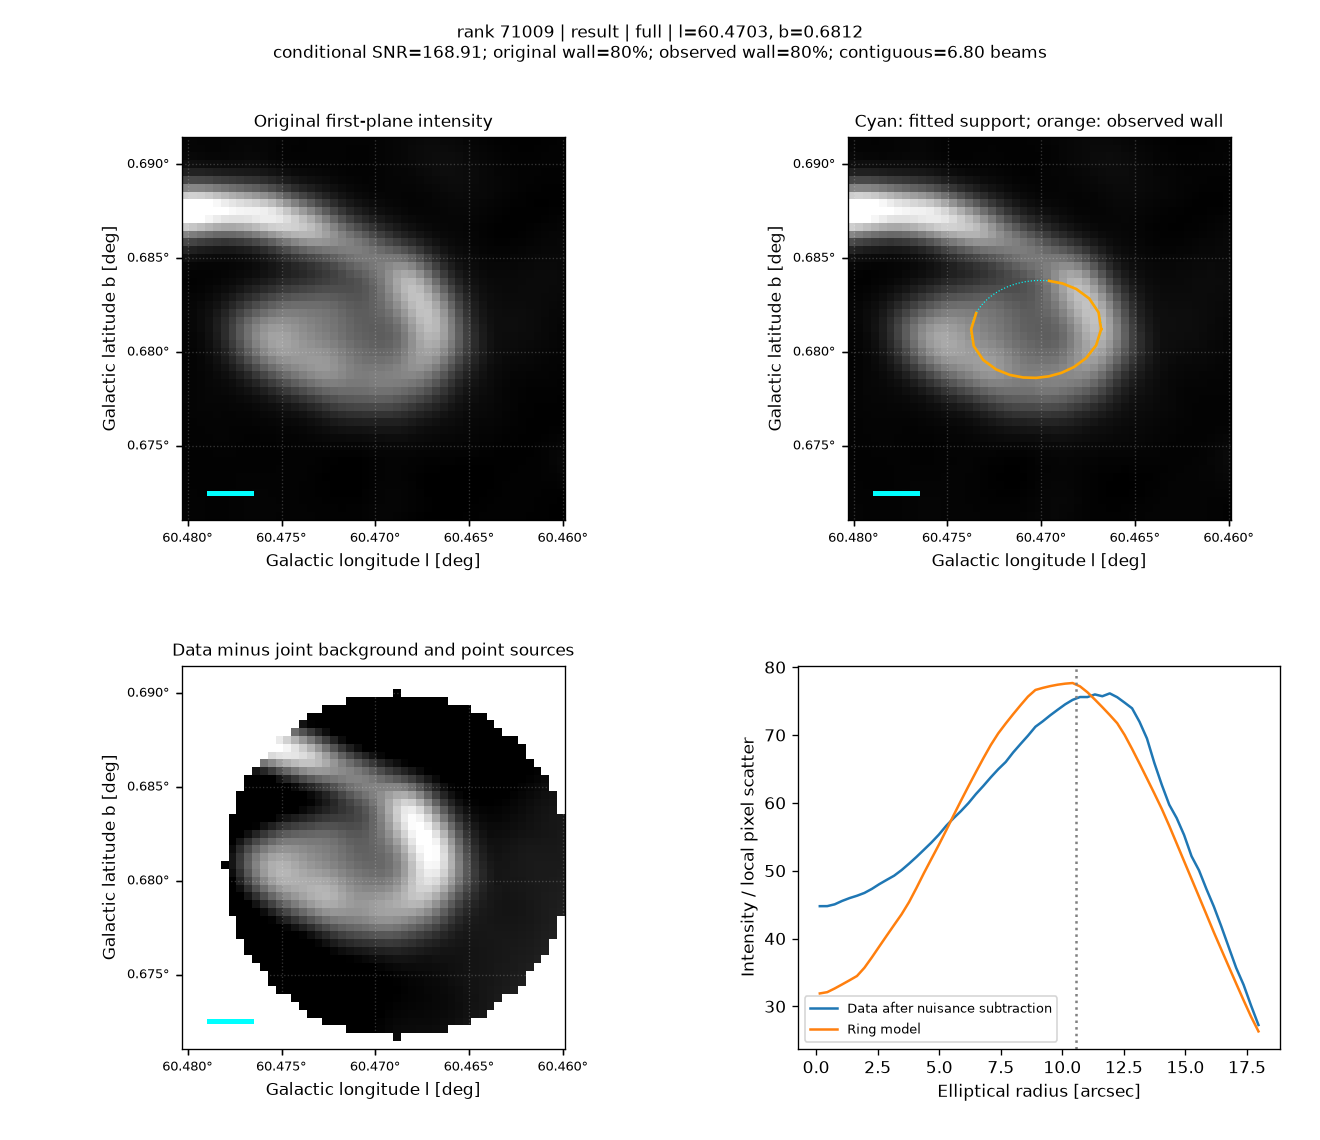 rank 71009 | result | full | l=60.4703, b=0.6812
conditional SNR=168.91; original wall=80%; observed wall=80%; contiguous=6.80 beams
Original first-plane intensity
0.690°
0.685°
0.680°
0.675°
Galactic latitude b [deg]
60.480° 60.475° 60.470° 60.465° 60.460°
Galactic longitude l [deg]
Cyan: fitted support; orange: observed wall
0.690°
0.685°
0.680°
0.675°
Galactic latitude b [deg]
60.480° 60.475° 60.470° 60.465° 60.460°
Galactic longitude l [deg]
Data minus joint background and point sources
0.690°
0.685°
0.680°
0.675°
Galactic latitude b [deg]
60.480° 60.475° 60.470° 60.465° 60.460°
Galactic longitude l [deg]
80
70
60
50
40
30
Intensity / local pixel scatter
Data after nuisance subtraction
Ring model
0.0 2.5 5.0 7.5 10.0 12.5 15.0 17.5
Elliptical radius [arcsec]